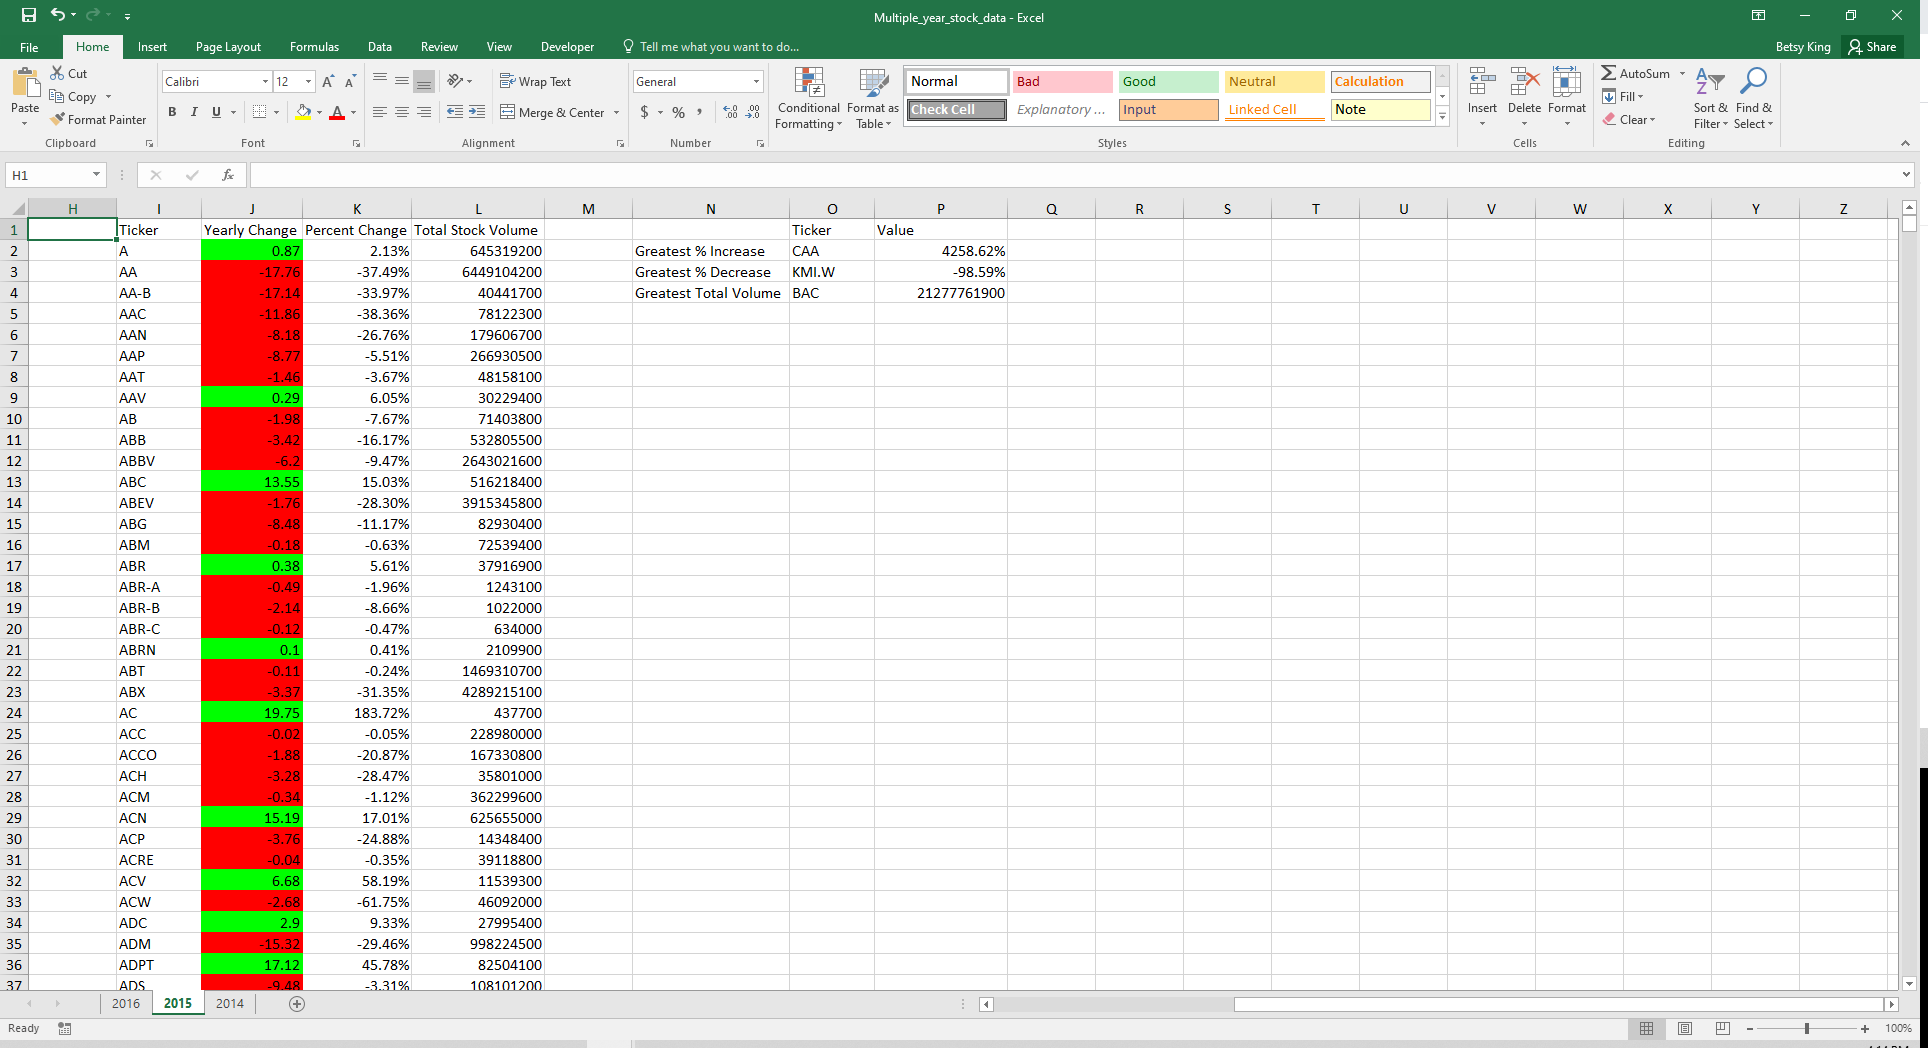 Multiple_year_stock_data - Excel
File Home Insert Page Layout Formulas Data Review View Developer Tell me what you want to do... Betsy King Share
Paste Cut Copy Format Painter Clipboard
Calibri 12 A A B I U A Font
Wrap Text Merge & Center Alignment
General $ % , Number
Conditional Formatting Format as Table
Normal Bad Good Neutral Calculation
Check Cell Explanatory ... Input Linked Cell Note
Styles
Insert Delete Format Cells
AutoSum Fill Clear Sort & Filter Find & Select Editing
H1 fx
H I J K L M N O P Q R S T U V W X Y Z
1 Ticker Yearly Change Percent Change Total Stock Volume Ticker Value
2 A 0.87 2.13% 645319200 Greatest % Increase CAA 4258.62%
3 AA -17.76 -37.49% 6449104200 Greatest % Decrease KMI.W -98.59%
4 AA-B -17.14 -33.97% 40441700 Greatest Total Volume BAC 21277761900
5 AAC -11.86 -38.36% 78122300
6 AAN -8.18 -26.76% 179606700
7 AAP -8.77 -5.51% 266930500
8 AAT -1.46 -3.67% 48158100
9 AAV 0.29 6.05% 30229400
10 AB -1.98 -7.67% 71403800
11 ABB -3.42 -16.17% 532805500
12 ABBV -6.2 -9.47% 2643021600
13 ABC 13.55 15.03% 516218400
14 ABEV -1.76 -28.30% 3915345800
15 ABG -8.48 -11.17% 82930400
16 ABM -0.18 -0.63% 72539400
17 ABR 0.38 5.61% 37916900
18 ABR-A -0.49 -1.96% 1243100
19 ABR-B -2.14 -8.66% 1022000
20 ABR-C -0.12 -0.47% 634000
21 ABRN 0.1 0.41% 2109900
22 ABT -0.11 -0.24% 1469310700
23 ABX -3.37 -31.35% 4289215100
24 AC 19.75 183.72% 437700
25 ACC -0.02 -0.05% 228980000
26 ACCO -1.88 -20.87% 167330800
27 ACH -3.28 -28.47% 35801000
28 ACM -0.34 -1.12% 362299600
29 ACN 15.19 17.01% 625655000
30 ACP -3.76 -24.88% 14348400
31 ACRE -0.04 -0.35% 39118800
32 ACV 6.68 58.19% 11539300
33 ACW -2.68 -61.75% 46092000
34 ADC 2.9 9.33% 27995400
35 ADM -15.32 -29.46% 998224500
36 ADPT 17.12 45.78% 82504100
37 ADS -9.48 -3.31% 108101200
2016 2015 2014
Ready 100%